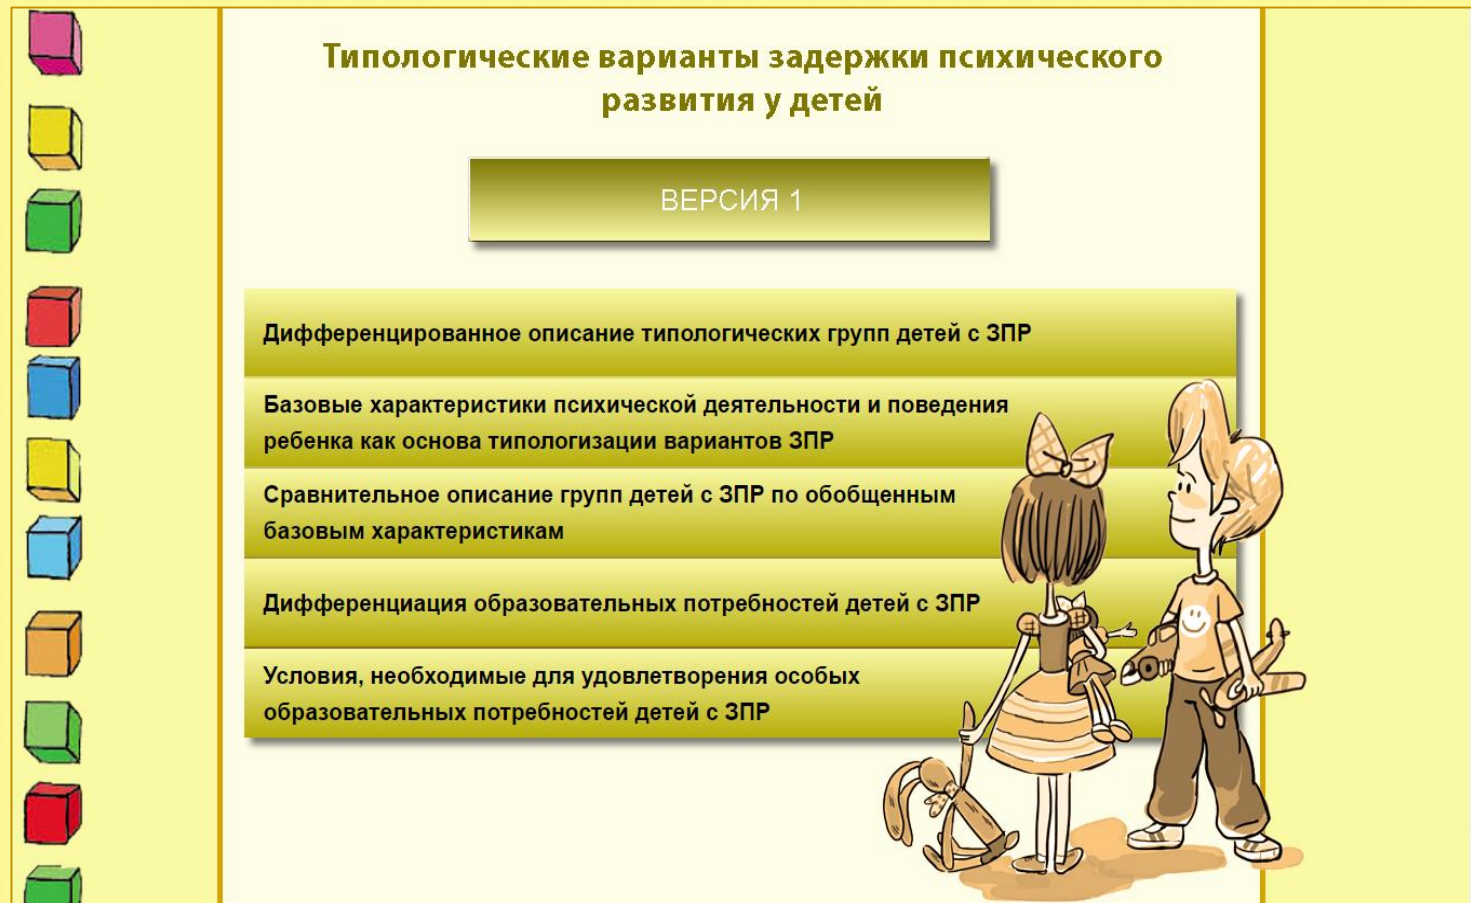 Типологические варианты задержки психического
развития у детей
ВЕРСИЯ 1
Дифференцированное описание типологических групп детей с ЗПР
Базовые характеристики психической деятельности и поведения
ребенка как основа типологизации вариантов ЗПР
Сравнительное описание групп детей с ЗПР по обобщенным
базовым характеристикам
Дифференциация образовательных потребностей детей с ЗПР
Условия, необходимые для удовлетворения особых
образовательных потребностей детей с ЗПР